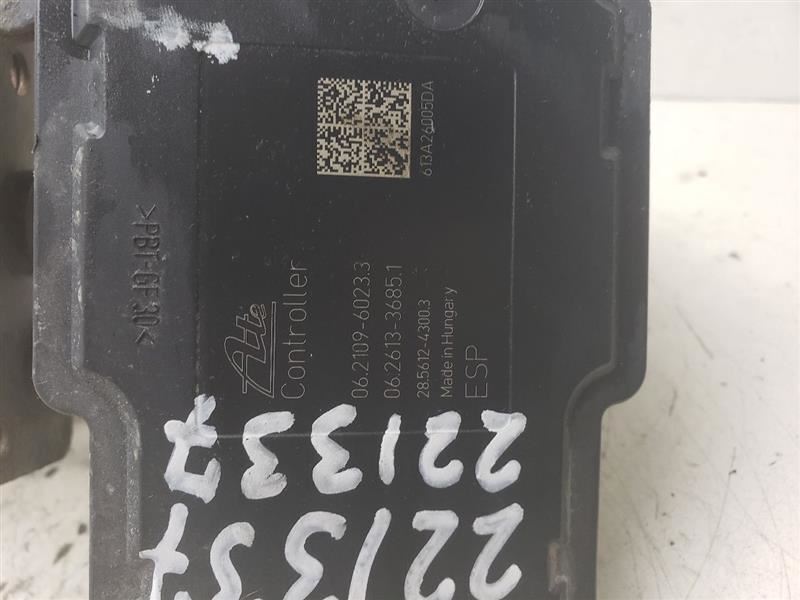 >PBT-GF30<
Ate
Controller
06.2109-6023.3
06.2613-3685.1
28.5612-4300.3
Made in Hungary
ESP
613A26005DA
221337
221337